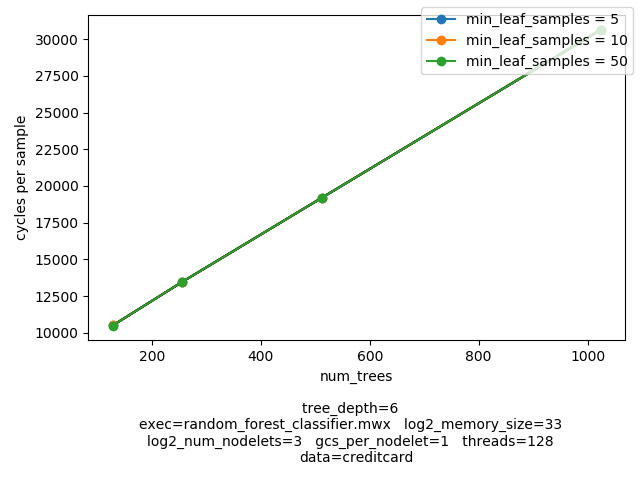 min_leaf_samples = 5
min_leaf_samples = 10
min_leaf_samples = 50
30000
27500
25000
22500
20000
17500
15000
12500
10000
cycles per sample
200 400 600 800 1000
num_trees
tree_depth=6
exec=random_forest_classifier.mwx log2_memory_size=33
log2_num_nodelets=3 gcs_per_nodelet=1 threads=128
data=creditcard